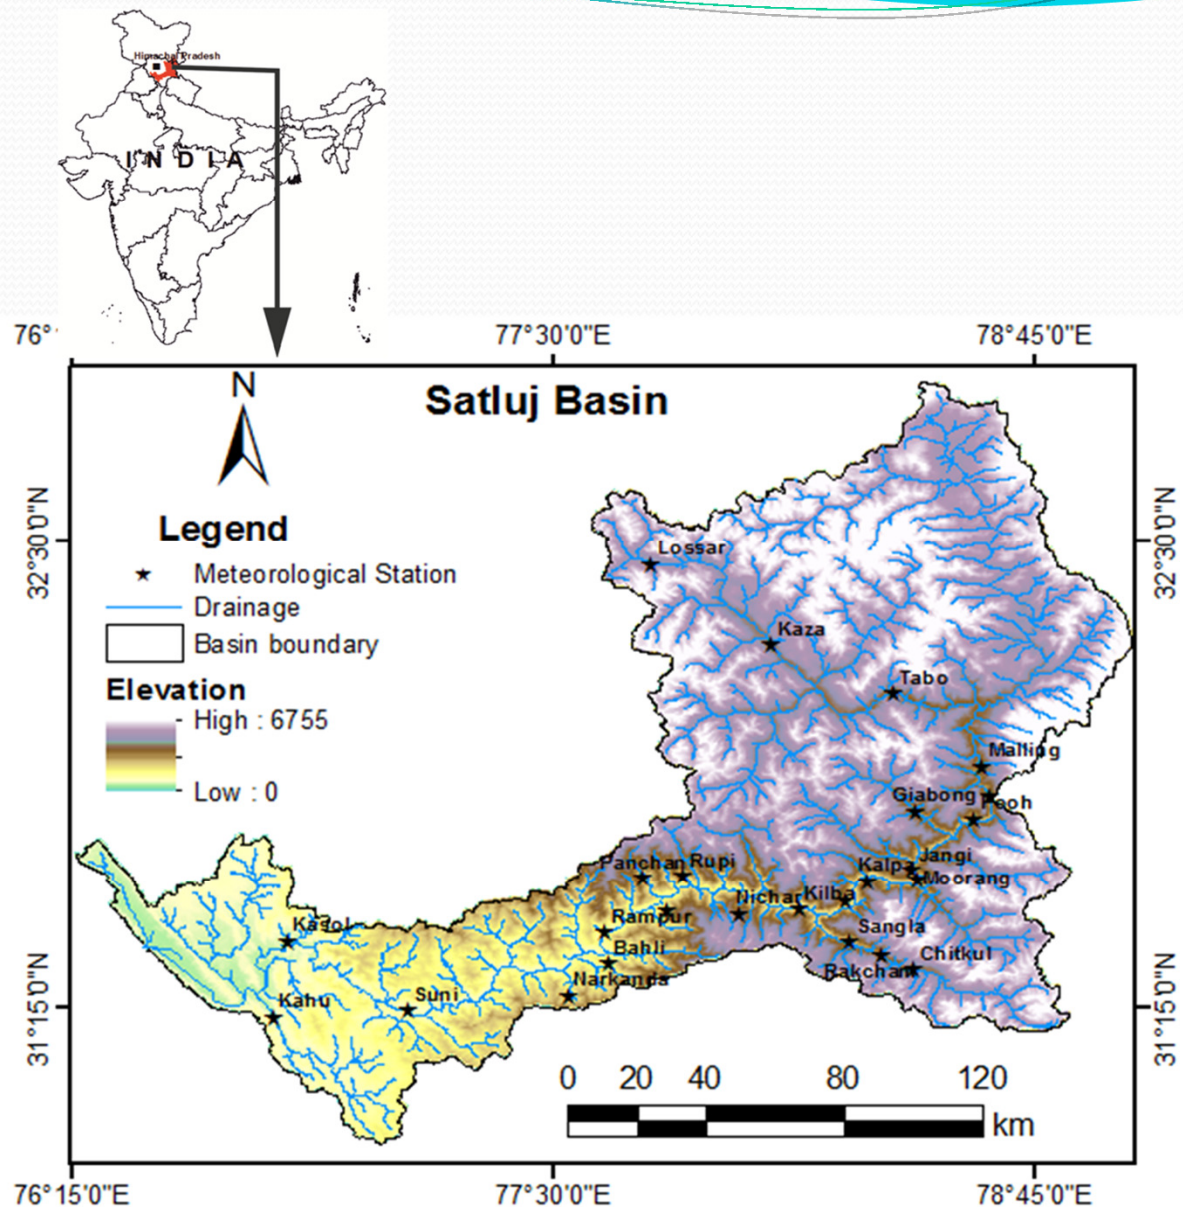 Himachal Pradesh
I N D I A
76°
77°30'0"E
78°45'0"E
N
Satluj Basin
32°30'0"N
32°30'0"N
Legend
Meteorological Station
Drainage
Basin boundary
Elevation
High : 6755
Low : 0
Lossar
Kaza
Tabo
Malling
Giabong
Pooh
Panchan
Rupi
Kalpa
Jangi
Moorang
Nichar
Kilba
Rampur
Kasol
Sangla
Bahli
Chitkul
Rakchan
Narkanda
Kahu
Suni
31°15'0"N
31°15'0"N
0 20 40 80 120
km
76°15'0"E
77°30'0"E
78°45'0"E